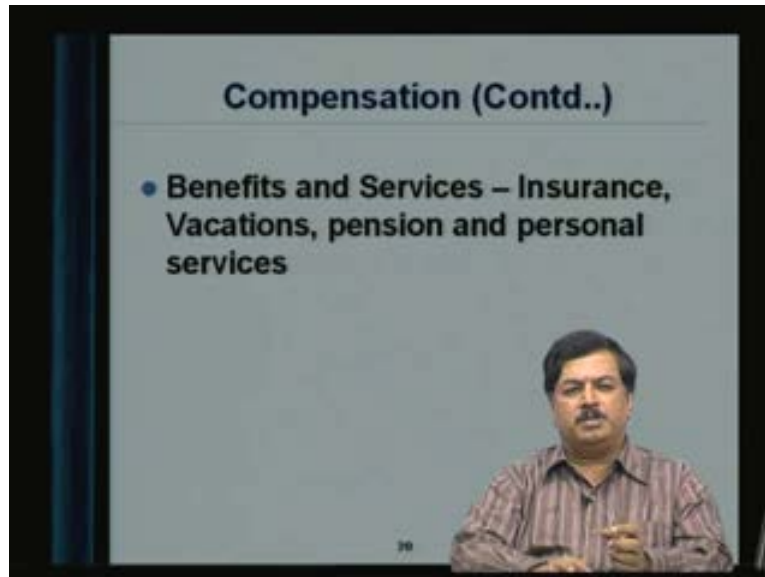 Compensation (Contd..)
• Benefits and Services – Insurance,
Vacations, pension and personal
services